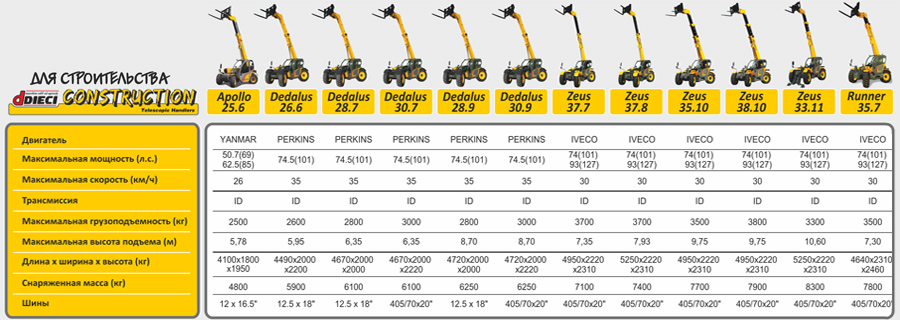 ДЛЯ СТРОИТЕЛЬСТВА
DIECI CONSTRUCTION
Telescopic Handlers
Apollo 25.6 Dedalus 26.6 Dedalus 28.7 Dedalus 30.7 Dedalus 28.9 Dedalus 30.9 Zeus 37.7 Zeus 37.8 Zeus 35.10 Zeus 38.10 Zeus 33.11 Runner 35.7
Двигатель YANMAR PERKINS PERKINS PERKINS PERKINS PERKINS IVECO IVECO IVECO IVECO IVECO IVECO
Максимальная мощность (л.с.) 50.7(69) 62.5(85) 74.5(101) 74.5(101) 74.5(101) 74.5(101) 74.5(101) 74(101) 93(127) 74(101) 93(127) 74(101) 93(127) 74(101) 93(127) 74(101) 93(127) 74(101) 93(127)
Максимальная скорость (км/ч) 26 35 35 35 35 35 35 30 30 30 30 30
Трансмиссия ID ID ID ID ID ID ID ID ID ID ID ID
Максимальная грузоподъемность (кг) 2500 2600 2800 3000 2800 3000 3700 3700 3500 3800 3300 3500
Максимальная высота подъема (м) 5,78 5,95 6,35 6,35 8,70 8,70 7,35 7,93 9,75 9,75 10,60 7,30
Длина х ширина х высота (кг) 4100x1800 x1950 4490x2000 x2200 4670x2000 x2000 4670x2000 x2220 4720x2000 x2000 4720x2000 x2220 4950x2220 x2310 5250x2220 x2310 4950x2220 x2310 4950x2220 x2310 5250x2220 x2310 4640x2310 x2460
Снаряженная масса (кг) 4800 5900 6100 6100 6250 6250 7100 7400 7700 7900 8300 7800
Шины 12 x 16.5" 12.5 x 18" 12.5 x 18" 405/70x20" 12.5 x 18" 405/70x20" 405/70x20" 405/70x20" 405/70x20" 405/70x20" 405/70x20" 405/70x20"